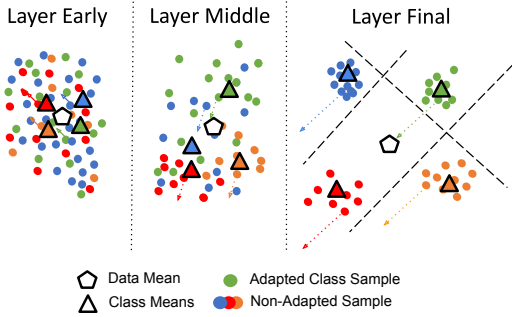 Layer Early
Layer Middle
Layer Final
Data Mean
Adapted Class Sample
Class Means
Non-Adapted Sample